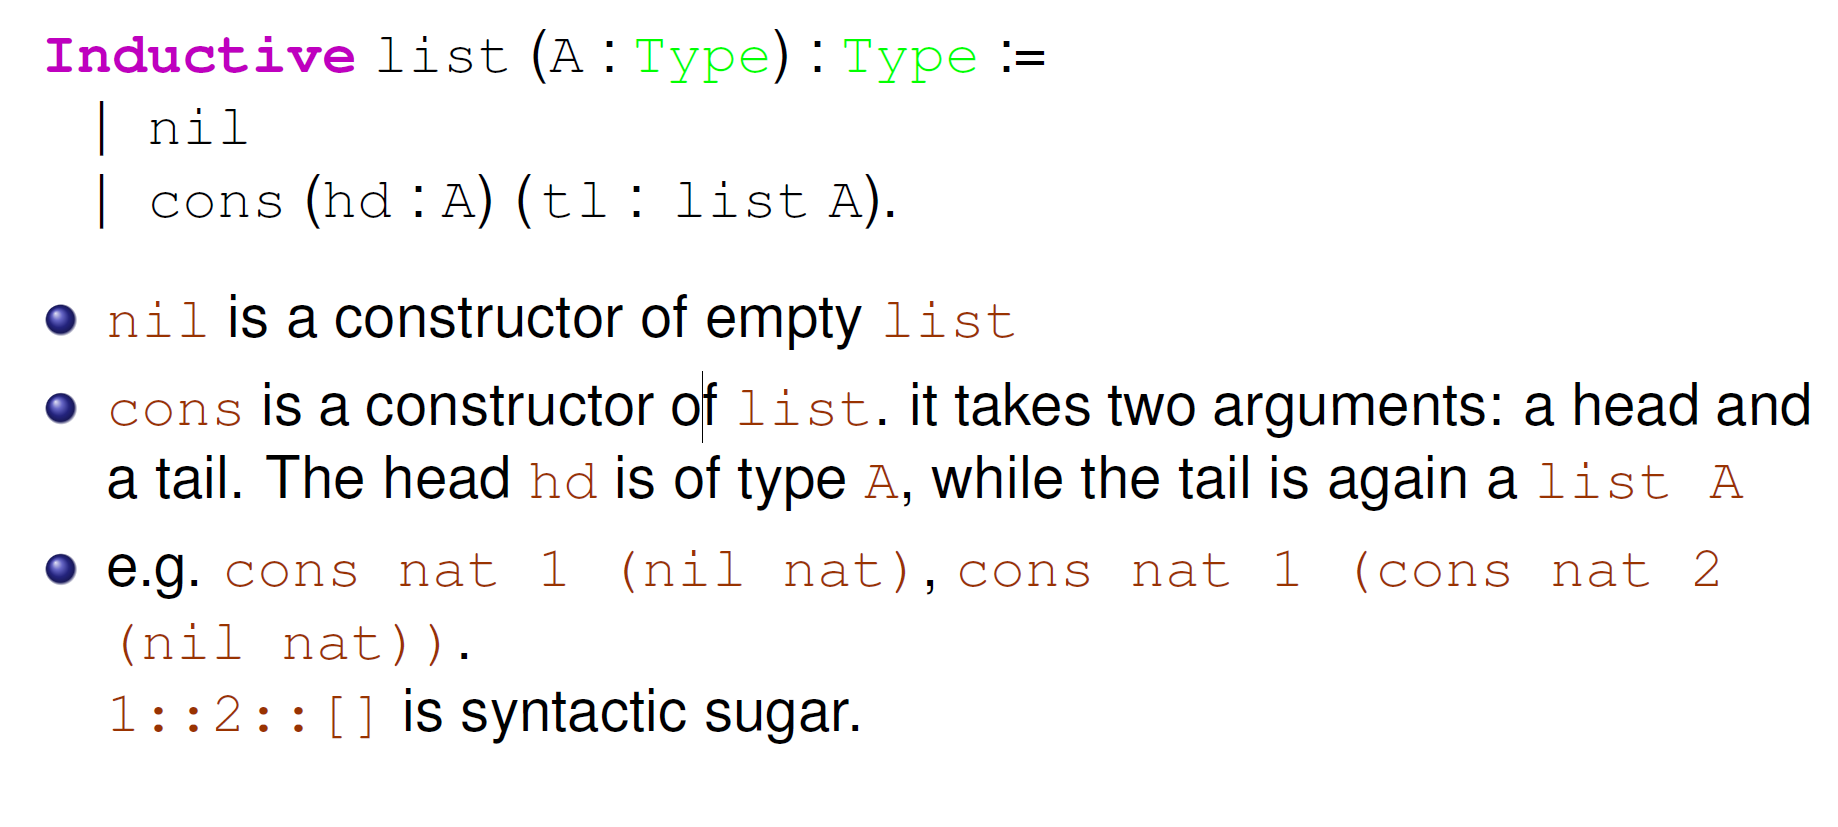 Inductive list (A : Type) : Type :=
| nil
| cons (hd : A) (tl : list A).
nil is a constructor of empty list
cons is a constructor of list. it takes two arguments: a head and
a tail. The head hd is of type A, while the tail is again a list A
e.g. cons nat 1 (nil nat), cons nat 1 (cons nat 2
(nil nat)).
1::2::[] is syntactic sugar.